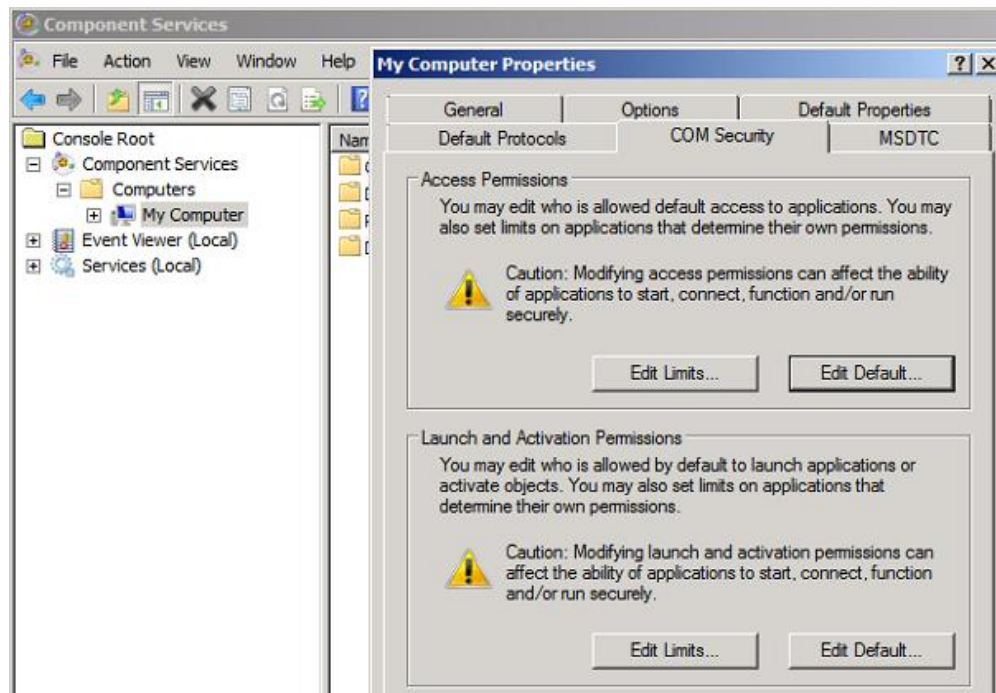 Component Services
File Action View Window Help
My Computer Properties
General Options Default Properties
Default Protocols COM Security MSDTC
Console Root
Component Services
Computers
My Computer
Event Viewer (Local)
Services (Local)
Access Permissions
You may edit who is allowed default access to applications. You may
also set limits on applications that determine their own permissions.
Caution: Modifying access permissions can affect the ability
of applications to start, connect, function and/or run
securely.
Edit Limits... Edit Default...
Launch and Activation Permissions
You may edit who is allowed by default to launch applications or
activate objects. You may also set limits on applications that
determine their own permissions.
Caution: Modifying launch and activation permissions can
affect the ability of applications to start, connect, function
and/or run securely.
Edit Limits... Edit Default...